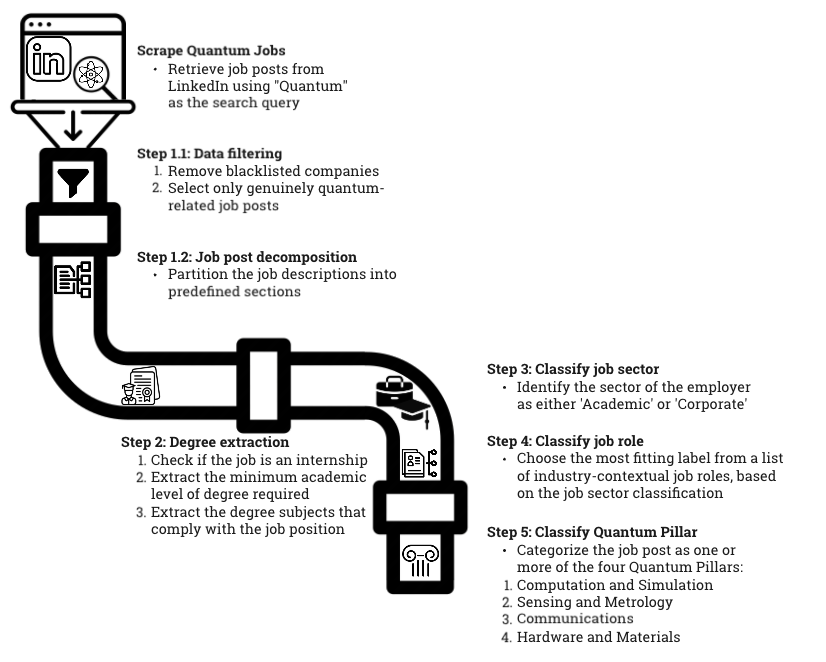 in
Scrape Quantum Jobs
• Retrieve job posts from
LinkedIn using "Quantum"
as the search query
Step 1.1: Data filtering
1. Remove blacklisted companies
2. Select only genuinely quantum-
related job posts
Step 1.2: Job post decomposition
• Partition the job descriptions into
predefined sections
Step 2: Degree extraction
1. Check if the job is an internship
2. Extract the minimum academic
level of degree required
3. Extract the degree subjects that
comply with the job position
Step 3: Classify job sector
• Identify the sector of the employer
as either 'Academic' or 'Corporate'
Step 4: Classify job role
• Choose the most fitting label from a list
of industry-contextual job roles, based
on the job sector classification
Step 5: Classify Quantum Pillar
• Categorize the job post as one or
more of the four Quantum Pillars:
1. Computation and Simulation
2. Sensing and Metrology
3. Communications
4. Hardware and Materials